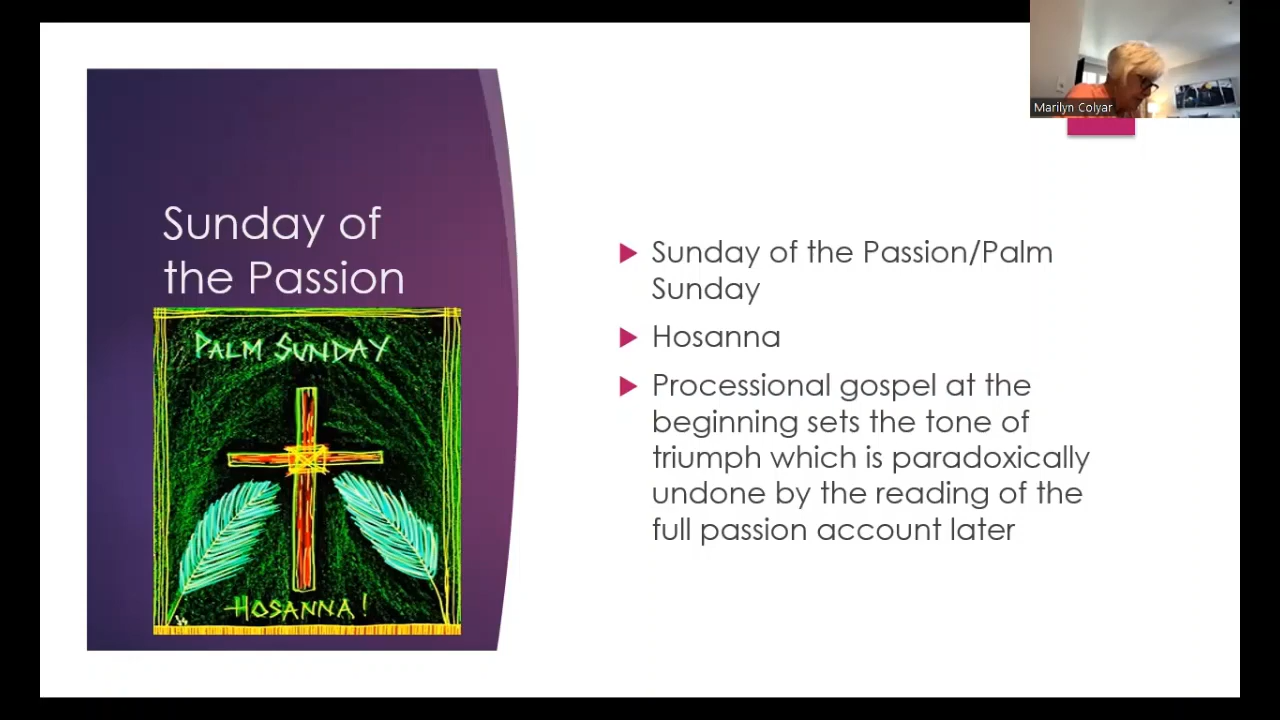 Marilyn Colyar
Sunday of
the Passion
PALM SUNDAY
HOSANNA!
Sunday of the Passion/Palm
Sunday
Hosanna
Processional gospel at the
beginning sets the tone of
triumph which is paradoxically
undone by the reading of the
full passion account later